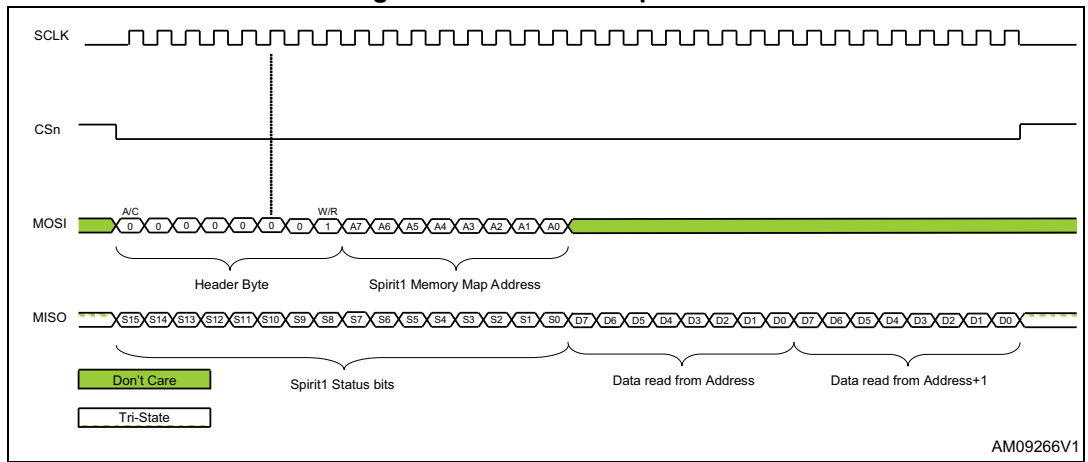 SCLK
CSn
A/C W/R
MOSI 0 0 0 0 0 0 0 1 A7 A6 A5 A4 A3 A2 A1 A0
Header Byte Spirit1 Memory Map Address
MISO S15 S14 S13 S12 S11 S10 S9 S8 S7 S6 S5 S4 S3 S2 S1 S0 D7 D6 D5 D4 D3 D2 D1 D0 D7 D6 D5 D4 D3 D2 D1 D0
Don't Care Spirit1 Status bits Data read from Address Data read from Address+1
Tri-State
AM09266V1